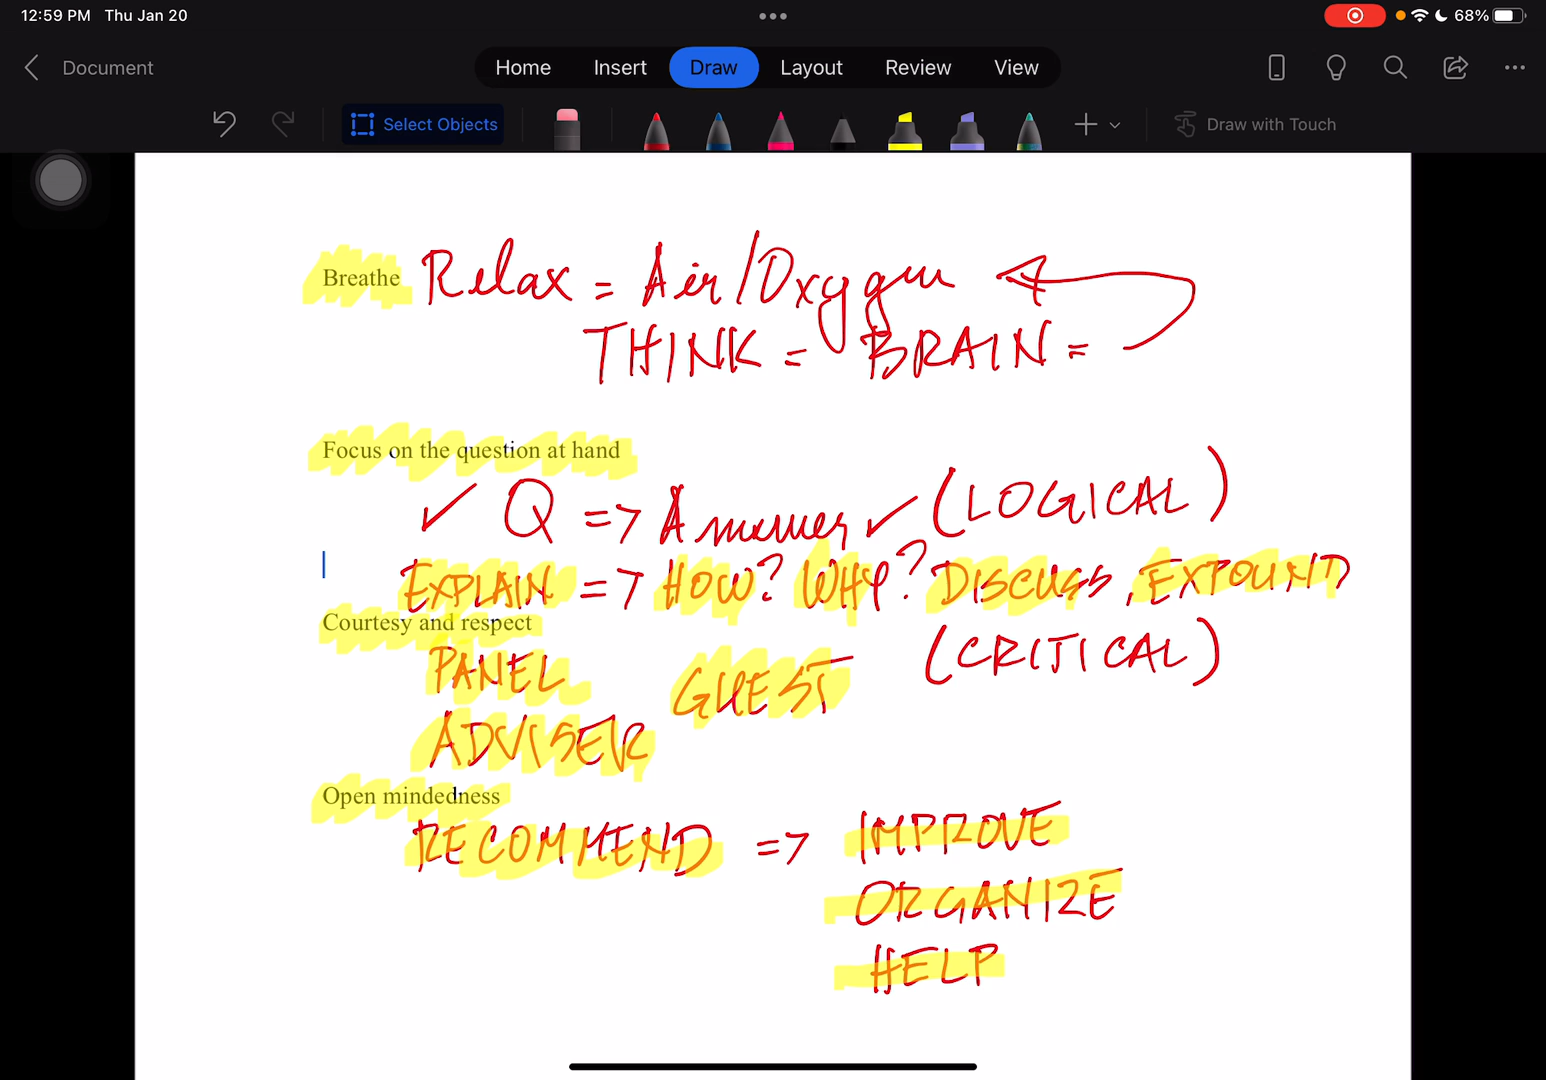 12:59 PM Thu Jan 20
68%
Document
Home Insert Draw Layout Review View
Select Objects
Draw with Touch
Breathe Relax = Air/Oxygen
THINK = BRAIN =
Focus on the question at hand
✓ Q => Answer ✓ (LOGICAL)
EXPLAIN => HOW? WHY? DISCUSS, EXPOUND
Courtesy and respect
(CRITICAL)
PANEL GUEST
ADVISER
Open mindedness
RECOMMEND => IMPROVE
ORGANIZE
HELP